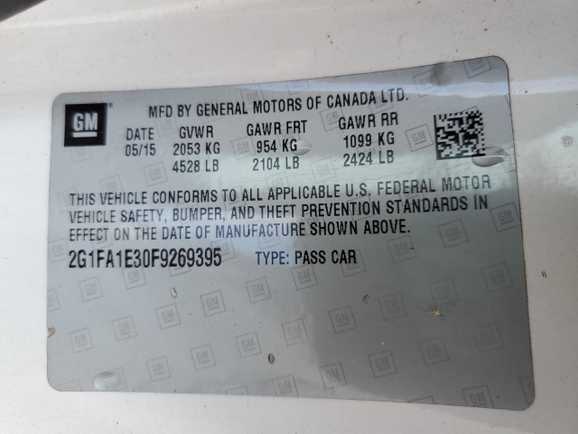 GM
MFD BY GENERAL MOTORS OF CANADA LTD.
DATE GVWR GAWR FRT GAWR RR
05/15 2053 KG 954 KG 1099 KG
4528 LB 2104 LB 2424 LB
THIS VEHICLE CONFORMS TO ALL APPLICABLE U.S. FEDERAL MOTOR
VEHICLE SAFETY, BUMPER, AND THEFT PREVENTION STANDARDS IN
EFFECT ON THE DATE OF MANUFACTURE SHOWN ABOVE.
2G1FA1E30F9269395 TYPE: PASS CAR